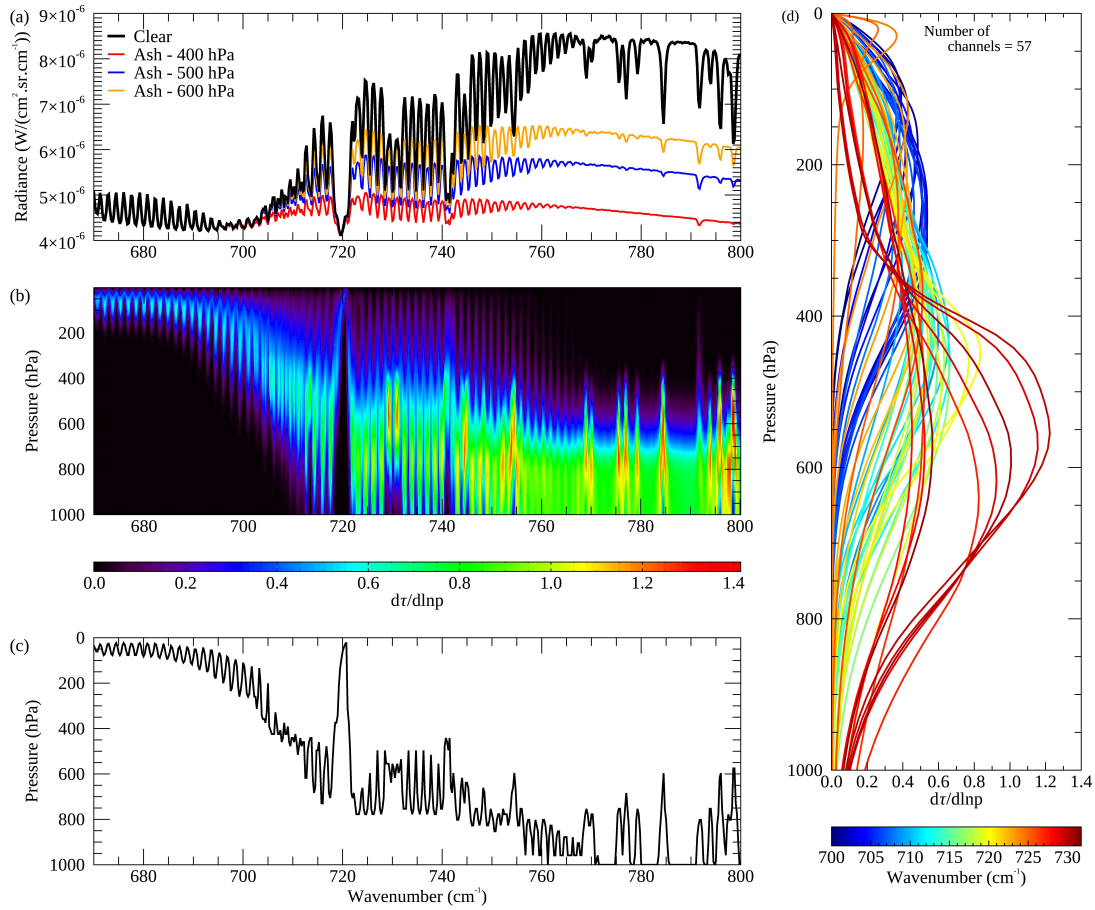 (a)
9×10⁻⁶
8×10⁻⁶
7×10⁻⁶
6×10⁻⁶
5×10⁻⁶
4×10⁻⁶
Radiance (W/(cm².sr.cm⁻¹))
Clear
Ash - 400 hPa
Ash - 500 hPa
Ash - 600 hPa
680 700 720 740 760 780 800
(b)
200
400
600
800
1000
Pressure (hPa)
680 700 720 740 760 780 800
0.0 0.2 0.4 0.6 0.8 1.0 1.2 1.4
dτ/dlnp
(c)
0
200
400
600
800
1000
Pressure (hPa)
680 700 720 740 760 780 800
Wavenumber (cm⁻¹)
(d)
Number of
channels = 57
0
200
400
600
800
1000
Pressure (hPa)
0.0 0.2 0.4 0.6 0.8 1.0 1.2 1.4
dτ/dlnp
700 705 710 715 720 725 730
Wavenumber (cm⁻¹)